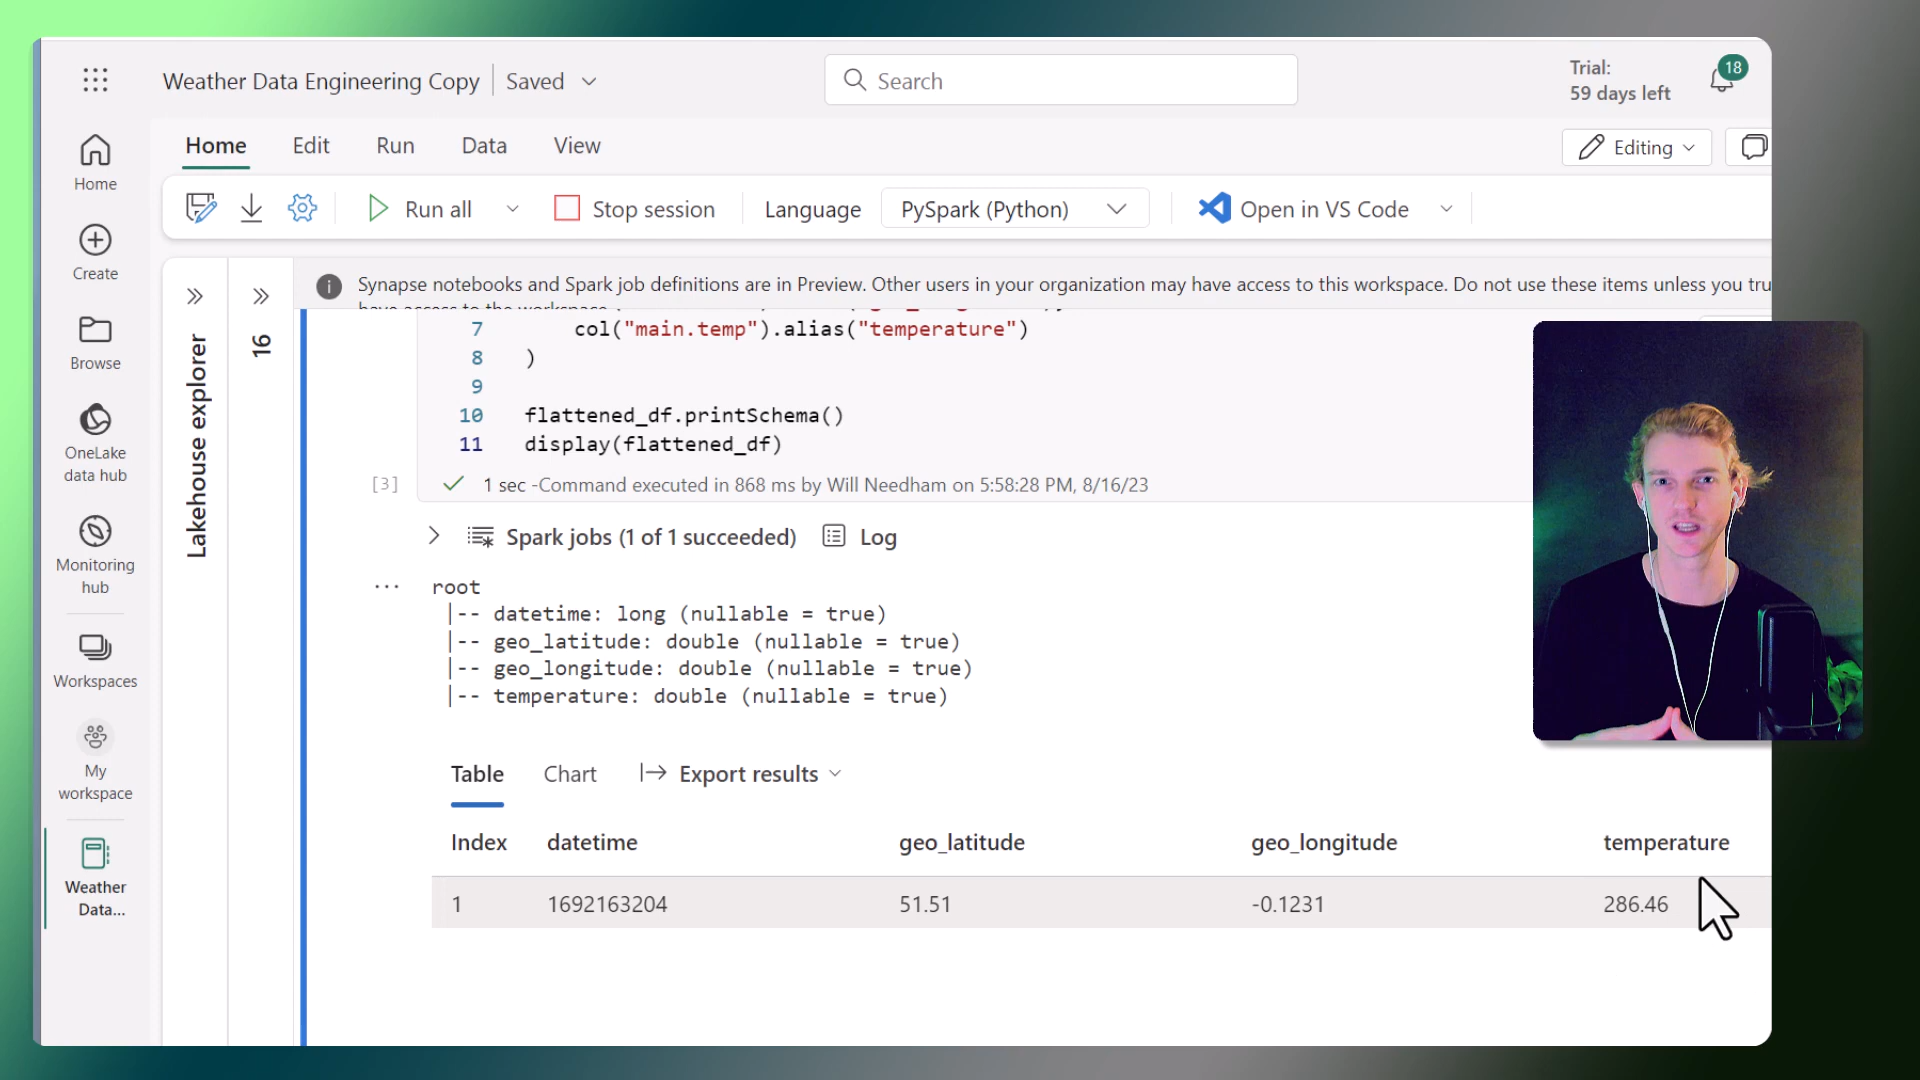 Weather Data Engineering Copy
Saved
Search
Trial:
59 days left
18
Home
Edit
Run
Data
View
Editing
Run all
Stop session
Language
PySpark (Python)
Open in VS Code
Home
Create
Browse
OneLake
data hub
Monitoring
hub
Workspaces
My
workspace
Weather
Data...
Lakehouse explorer
16
Synapse notebooks and Spark job definitions are in Preview. Other users in your organization may have access to this workspace. Do not use these items unless you tru
7 col("main.temp").alias("temperature")
8 )
9
10 flattened_df.printSchema()
11 display(flattened_df)
[3]
1 sec -Command executed in 868 ms by Will Needham on 5:58:28 PM, 8/16/23
Spark jobs (1 of 1 succeeded)
Log
...
root
|-- datetime: long (nullable = true)
|-- geo_latitude: double (nullable = true)
|-- geo_longitude: double (nullable = true)
|-- temperature: double (nullable = true)
Table
Chart
Export results
Index datetime geo_latitude geo_longitude temperature
1 1692163204 51.51 -0.1231 286.46